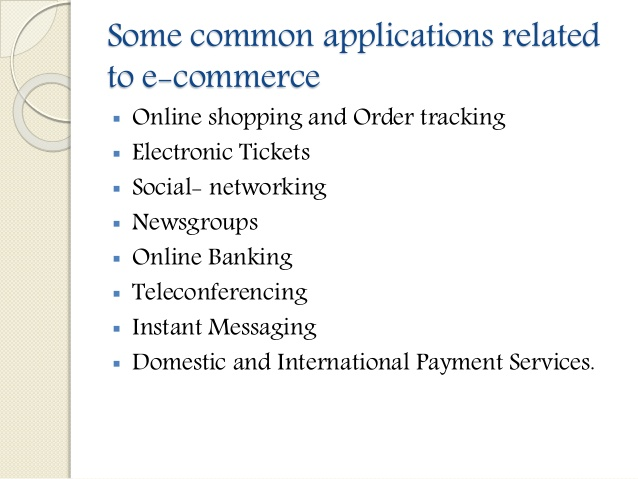 Some common applications related
to e-commerce
▪ Online shopping and Order tracking
▪ Electronic Tickets
▪ Social- networking
▪ Newsgroups
▪ Online Banking
▪ Teleconferencing
▪ Instant Messaging
▪ Domestic and International Payment Services.